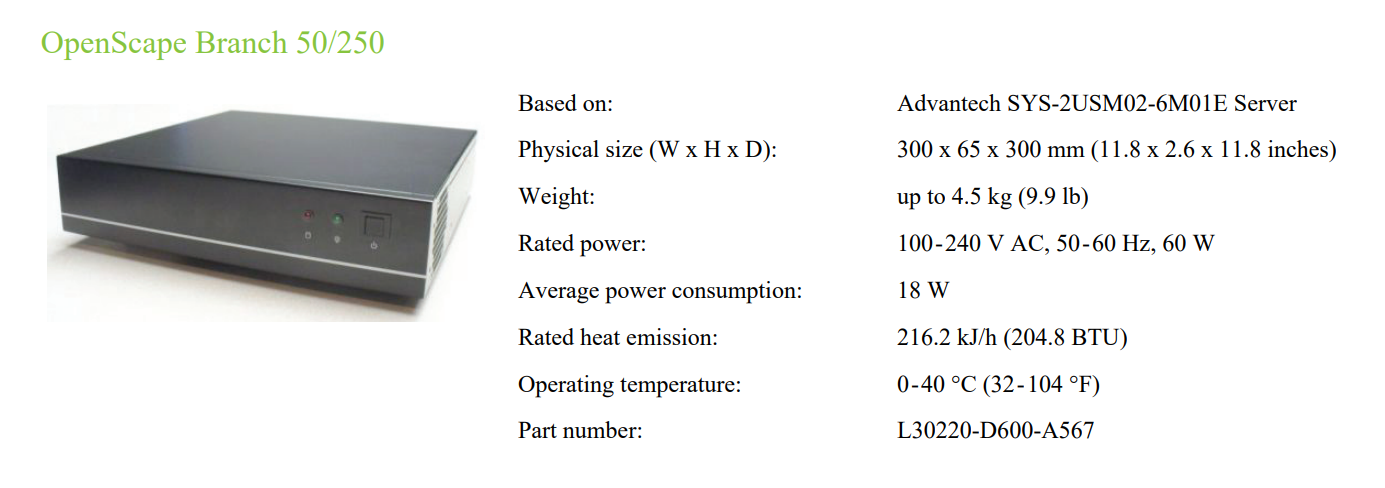 OpenScape Branch 50/250
Based on: Advantech SYS-2USM02-6M01E Server
Physical size (W x H x D): 300 x 65 x 300 mm (11.8 x 2.6 x 11.8 inches)
Weight: up to 4.5 kg (9.9 lb)
Rated power: 100-240 V AC, 50-60 Hz, 60 W
Average power consumption: 18 W
Rated heat emission: 216.2 kJ/h (204.8 BTU)
Operating temperature: 0-40 °C (32-104 °F)
Part number: L30220-D600-A567